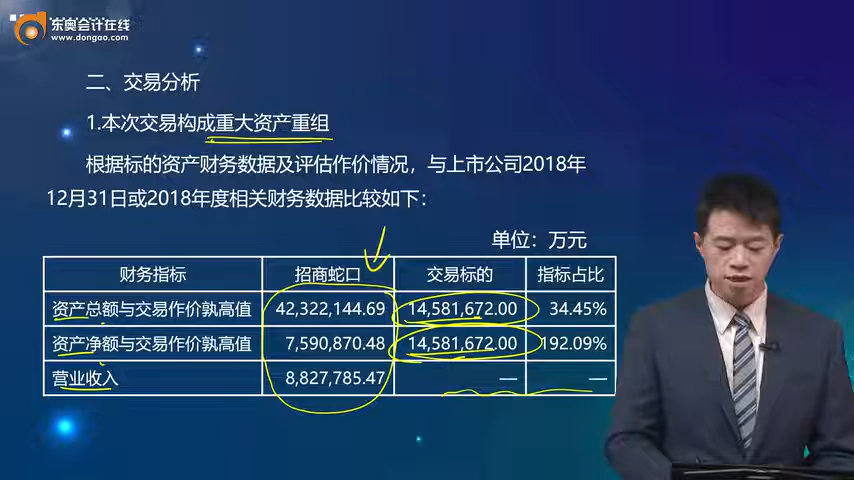 东奥会计在线
www.dongao.com
二、交易分析
1.本次交易构成重大资产重组
根据标的资产财务数据及评估作价情况，与上市公司2018年
12月31日或2018年度相关财务数据比较如下：
单位：万元
财务指标 招商蛇口 交易标的 指标占比
资产总额与交易作价孰高值 42,322,144.69 14,581,672.00 34.45%
资产净额与交易作价孰高值 7,590,870.48 14,581,672.00 192.09%
营业收入 8,827,785.47 — —